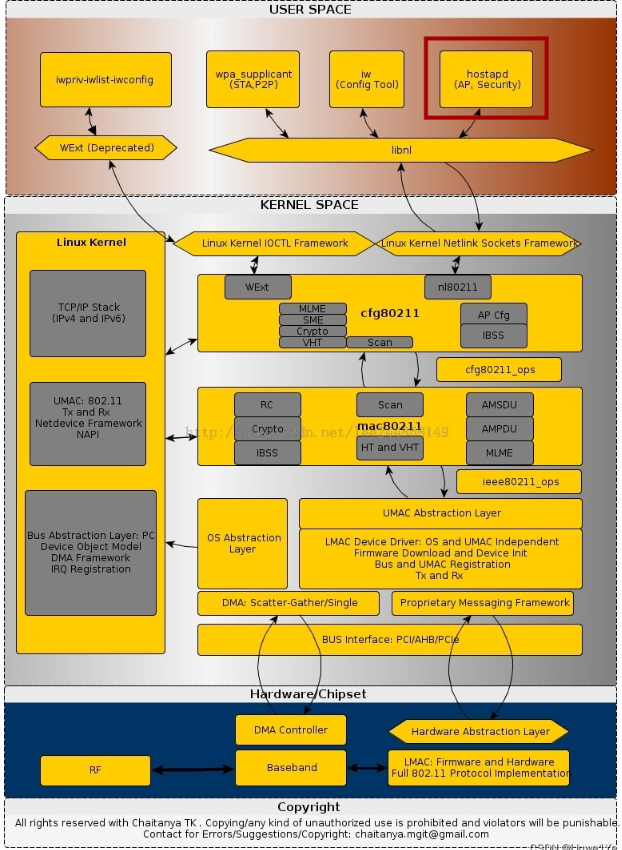 USER SPACE
iwpriv-iwlist-iwconfig
wpa_supplicant
(STA,P2P)
iw
(Config Tool)
hostapd
(AP, Security)
WExt (Deprecated)
libnl
KERNEL SPACE
Linux Kernel
Linux Kernel IOCTL Framework
Linux Kernel Netlink Sockets Framework
TCP/IP Stack
(IPv4 and IPv6)
WExt
nl80211
MLME
SME
Crypto
VHT
Scan
cfg80211
AP Cfg
IBSS
cfg80211_ops
UMAC: 802.11
Tx and Rx
Netdevice Framework
NAPI
RC
Crypto
IBSS
Scan
mac80211
HT and VHT
AMSDU
AMPDU
MLME
ieee80211_ops
Bus Abstraction Layer: PC
Device Object Model
DMA Framework
IRQ Registration
OS Abstraction
Layer
UMAC Abstraction Layer
LMAC Device Driver: OS and UMAC Independent
Firmware Download and Device Init
Bus and UMAC Registration
Tx and Rx
DMA: Scatter-Gather/Single
Proprietary Messaging Framework
BUS Interface: PCI/AHB/PCIe
Hardware/Chipset
DMA Controller
Hardware Abstraction Layer
RF
Baseband
LMAC: Firmware and Hardware
Full 802.11 Protocol Implementation
Copyright
All rights reserved with Chaitanya TK . Copying/any kind of unauthorized use is prohibited and violators will be punishable.
Contact for Errors/Suggestions/Copyright: chaitanya.mgit@gmail.com